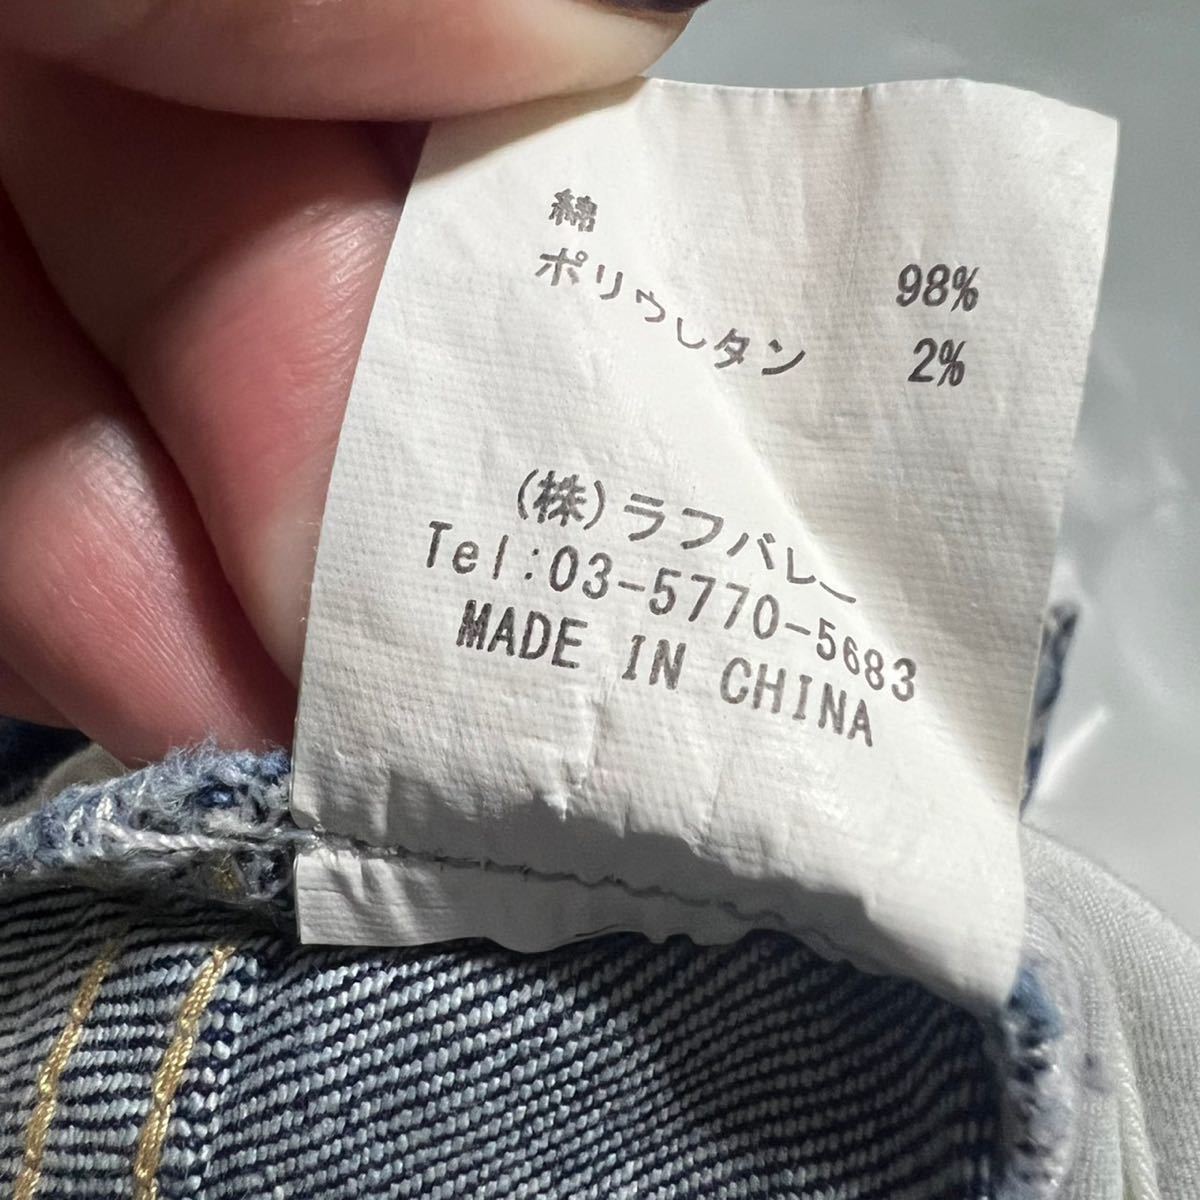 綿 98%
ポリウレタン 2%
(株)ラフバレー
Tel:03-5770-5683
MADE IN CHINA